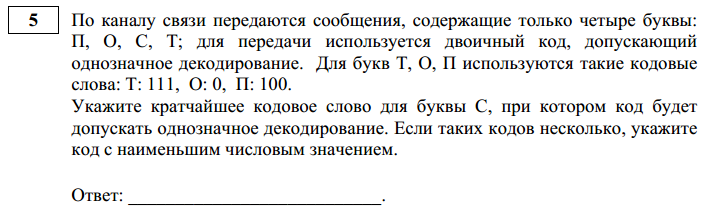 5 По каналу связи передаются сообщения, содержащие только четыре буквы:
П, О, С, Т; для передачи используется двоичный код, допускающий
однозначное декодирование. Для букв Т, О, П используются такие кодовые
слова: Т: 111, О: 0, П: 100.
Укажите кратчайшее кодовое слово для буквы С, при котором код будет
допускать однозначное декодирование. Если таких кодов несколько, укажите
код с наименьшим числовым значением.
Ответ: ___________________________.